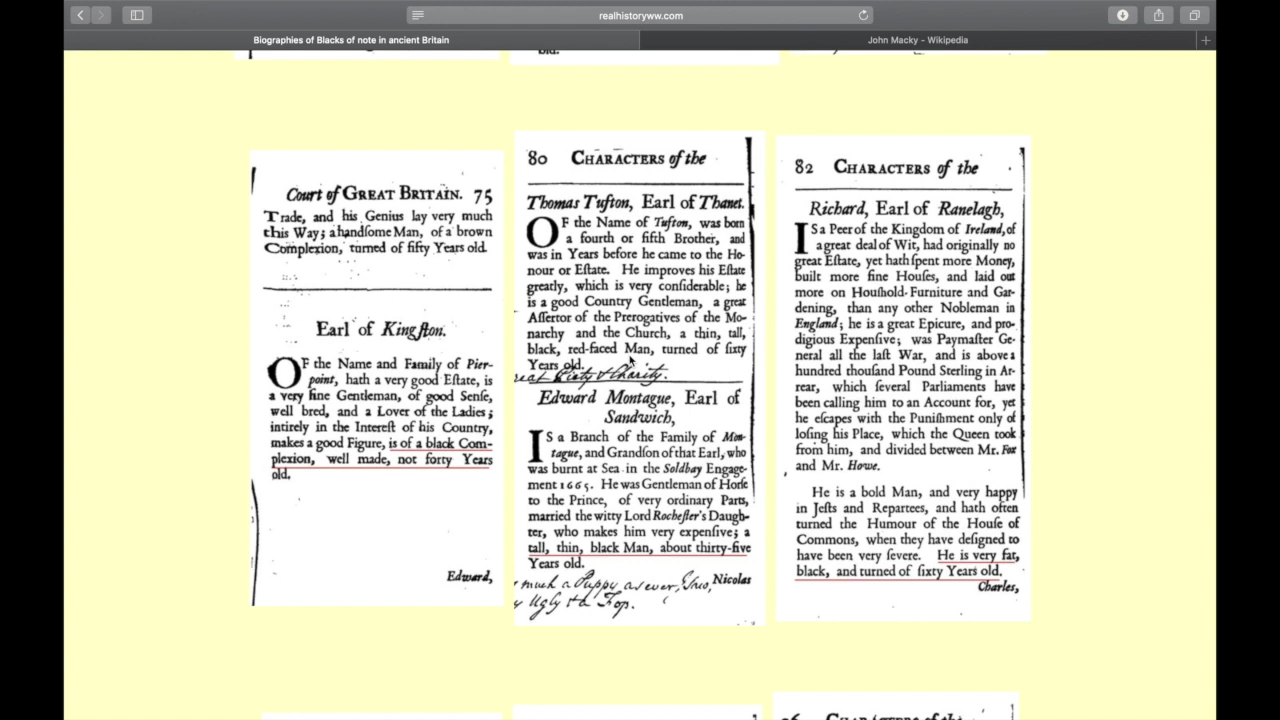 realhistoryww.com
Biographies of Blacks of note in ancient Britain
John Macky - Wikipedia
Court of GREAT BRITAIN. 75
Trade, and his Genius lay very much
this Way; a handſome Man, of a brown
Complexion, turned of fifty Years old.
Earl of Kingſton.
OF the Name and Family of Pier-
point, hath a very good Eſtate, is
a very fine Gentleman, of good Senſe,
well bred, and a Lover of the Ladies;
intirely in the Intereſt of his Country,
makes a good Figure, is of a black Com-
plexion, well made, not forty Years
old.
Edward,
old.
80 CHARACTERS of the
Thomas Tufton, Earl of Thanet.
OF the Name of Tufton, was born
a fourth or fifth Brother, and
was in Years before he came to the Ho-
nour or Eſtate. He improves his Eſtate
greatly, which is very conſiderable; he
is a good Country Gentleman, a great
Aſſertor of the Prerogatives of the Mo-
narchy and the Church, a thin, tall,
black, red-faced Man, turned of ſixty
Years old.
Piety & Charity.
Edward Montague, Earl of
Sandwich,
IS a Branch of the Family of Mon-
tague, and Grandſon of that Earl, who
was burnt at Sea in the Soldbay Engage-
ment 1665. He was Gentleman of Horſe
to the Prince, of very ordinary Parts,
married the witty Lord Rocheſter's Daugh-
ter, who makes him very expenſive; a
tall, thin, black Man, about thirty-five
Years old.
Nicolas
much a Puppy as ever,
Ugly & a Fop.
82 CHARACTERS of the
Richard, Earl of Ranelagh,
IS a Peer of the Kingdom of Ireland, of
a great deal of Wit, had originally no
great Eſtate, yet hath ſpent more Money,
built more fine Houſes, and laid out
more on Houſhold-Furniture and Gar-
dening, than any other Nobleman in
England; he is a great Epicure, and pro-
digious Expenſive; was Paymaſter Ge-
neral all the laſt War, and is above a
hundred thouſand Pound Sterling in Ar-
rear, which ſeveral Parliaments have
been calling him to an Account for, yet
he eſcapes with the Puniſhment only of
loſing his Place, which the Queen took
from him, and divided between Mr. Fox
and Mr. Howe.
He is a bold Man, and very happy
in Jeſts and Repartees, and hath often
turned the Humour of the Houſe of
Commons, when they have deſigned to
have been very ſevere. He is very fat,
black, and turned of ſixty Years old.
Charles,